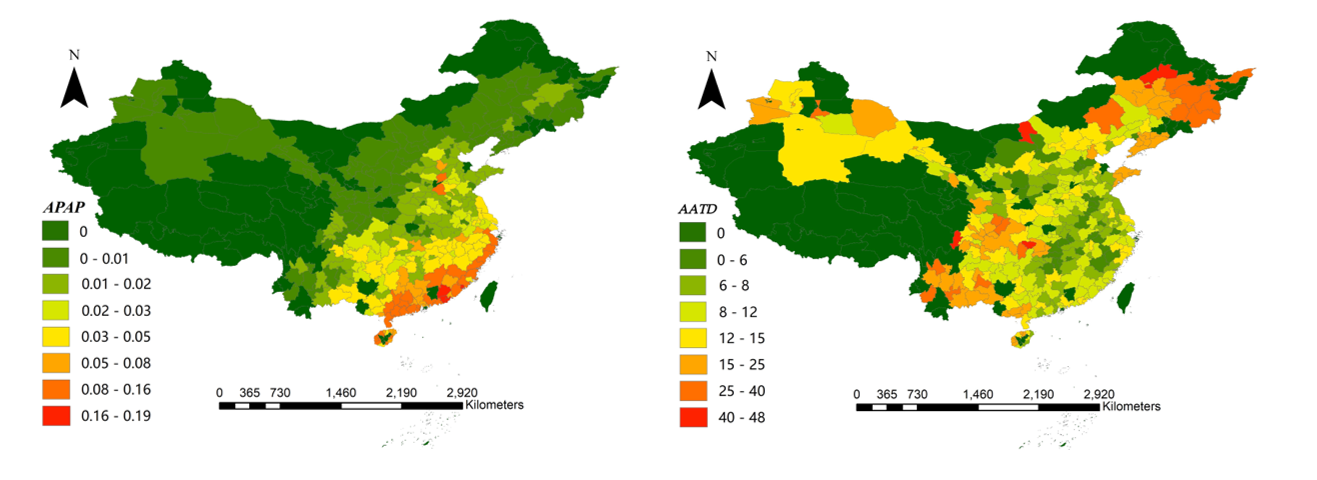 N
APAP
0
0 - 0.01
0.01 - 0.02
0.02 - 0.03
0.03 - 0.05
0.05 - 0.08
0.08 - 0.16
0.16 - 0.19
0 365 730 1,460 2,190 2,920
Kilometers
N
AATD
0
0 - 6
6 - 8
8 - 12
12 - 15
15 - 25
25 - 40
40 - 48
0 365 730 1,460 2,190 2,920
Kilometers